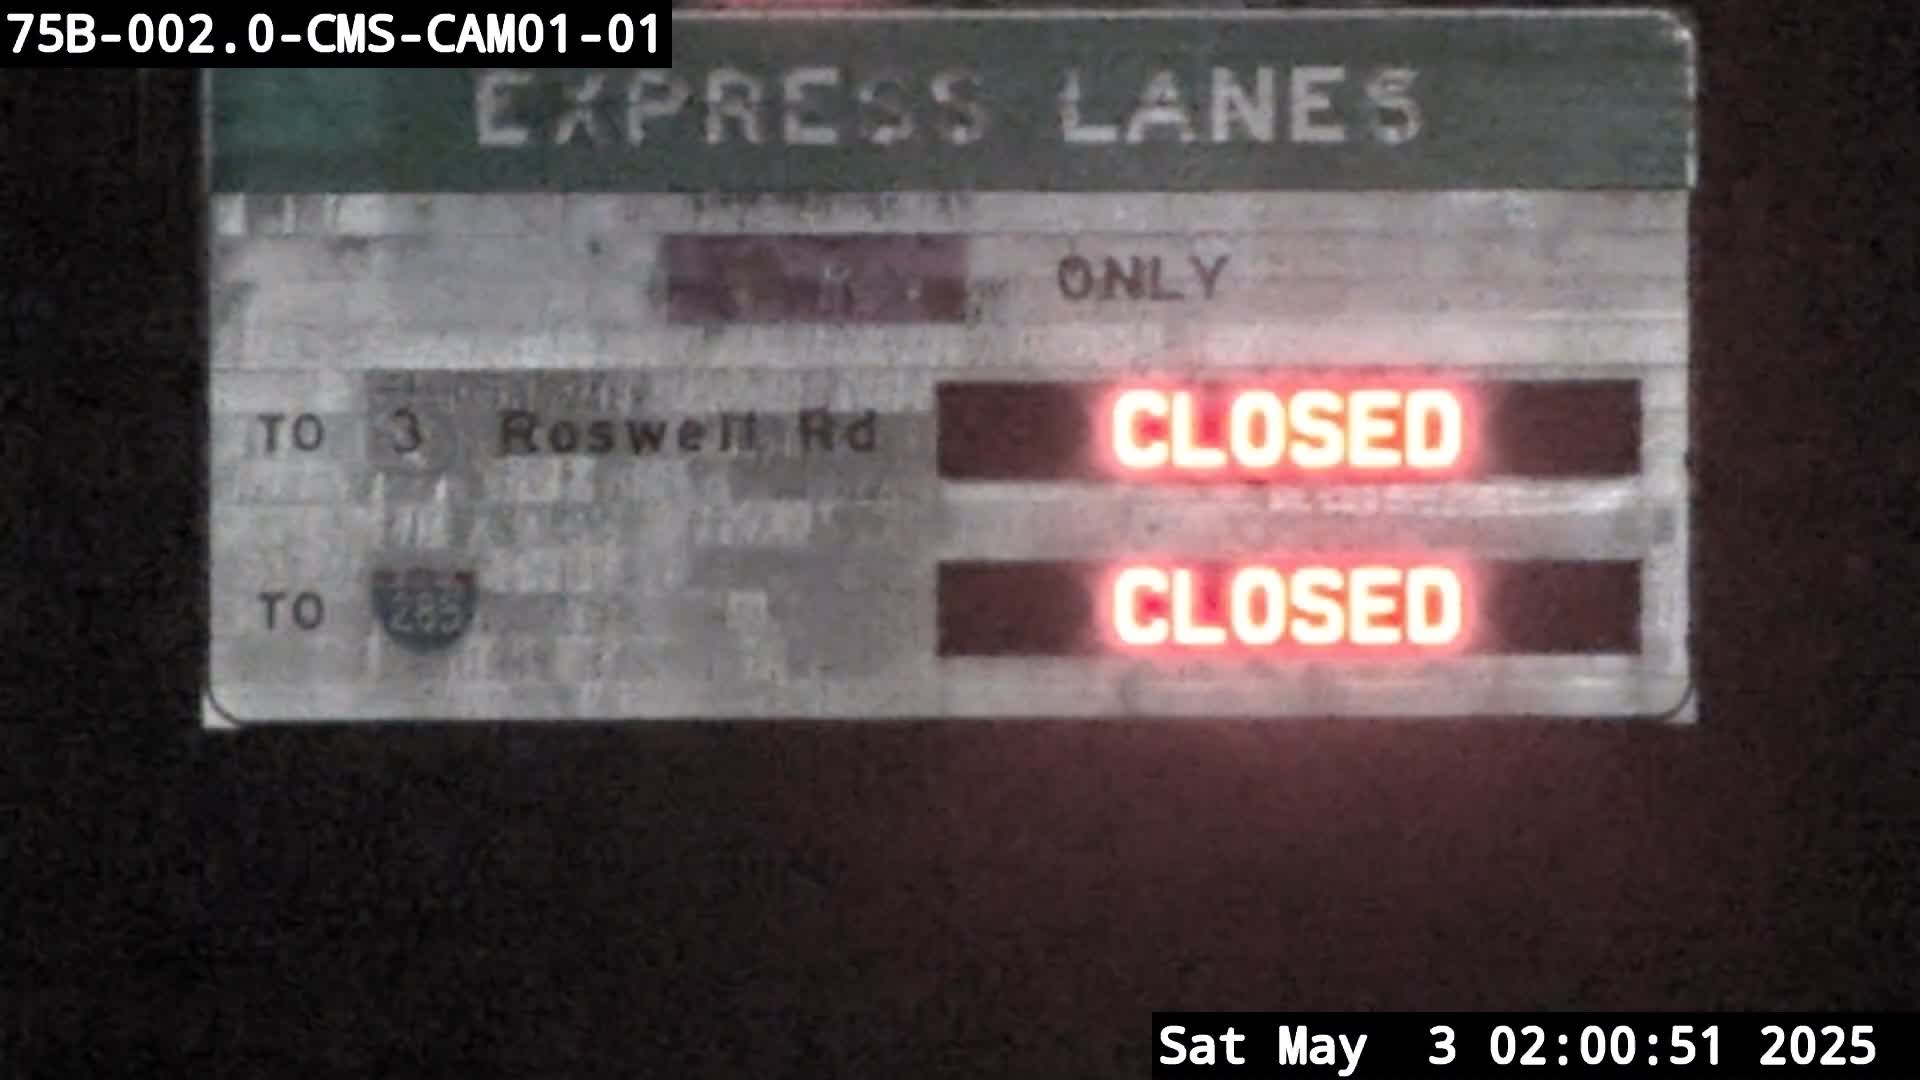 75B-002.0-CMS-CAM01-01
EXPRESS LANES
ONLY
TO 3 Roswell Rd CLOSED
TO 285 CLOSED
Sat May 3 02:00:51 2025